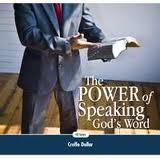 The
POWER of
Speaking
God's Word
Creflo Dollar